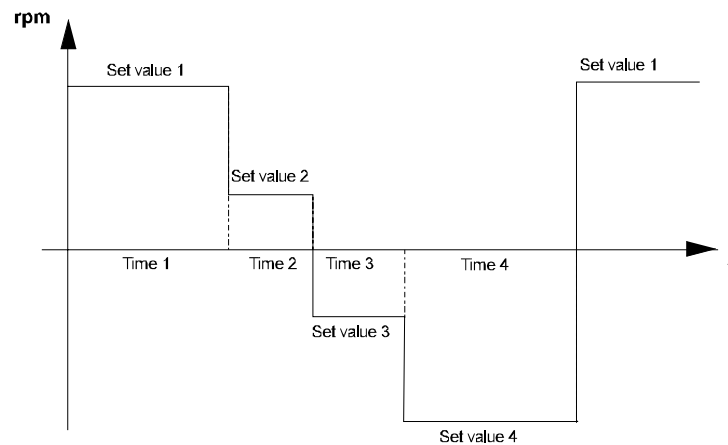 rpm
Set value 1
Set value 1
Set value 2
Time 1
Time 2
Time 3
Time 4
Set value 3
Set value 4